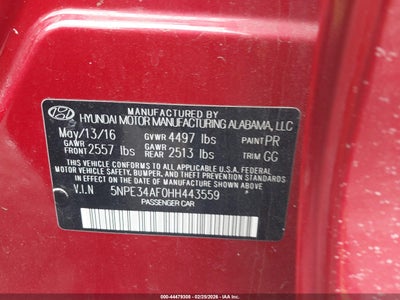 MANUFACTURED BY
HYUNDAI MOTOR MANUFACTURING ALABAMA, LLC
May/13/16 GVWR 4497 lbs PAINT PR
GAWR FRONT 2557 lbs GAWR REAR 2513 lbs TRIM GG
THIS VEHICLE CONFORMS TO ALL APPLICABLE U.S.A. FEDERAL
MOTOR VEHICLE SAFETY, BUMPER, AND THEFT PREVENTION STANDARDS
IN EFFECT ON THE DATE OF MANUFACTURE SHOWN ABOVE.
V.I.N 5NPE34AF0HH443559
PASSENGER CAR
000-44479308 - 02/25/2026 - IAA, Inc.